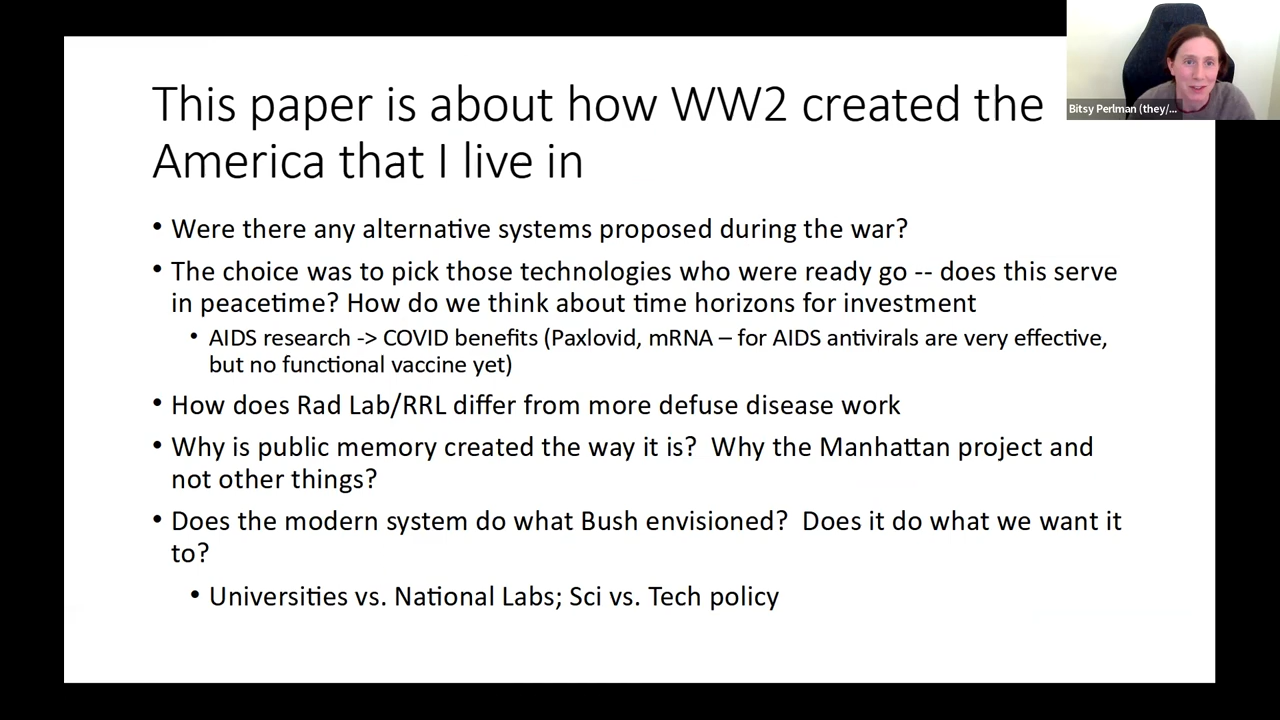 This paper is about how WW2 created the
America that I live in
Bitsy Perlman (they/...
• Were there any alternative systems proposed during the war?
• The choice was to pick those technologies who were ready go -- does this serve
in peacetime? How do we think about time horizons for investment
• AIDS research -> COVID benefits (Paxlovid, mRNA – for AIDS antivirals are very effective,
but no functional vaccine yet)
• How does Rad Lab/RRL differ from more defuse disease work
• Why is public memory created the way it is?  Why the Manhattan project and
not other things?
• Does the modern system do what Bush envisioned?  Does it do what we want it
to?
• Universities vs. National Labs; Sci vs. Tech policy